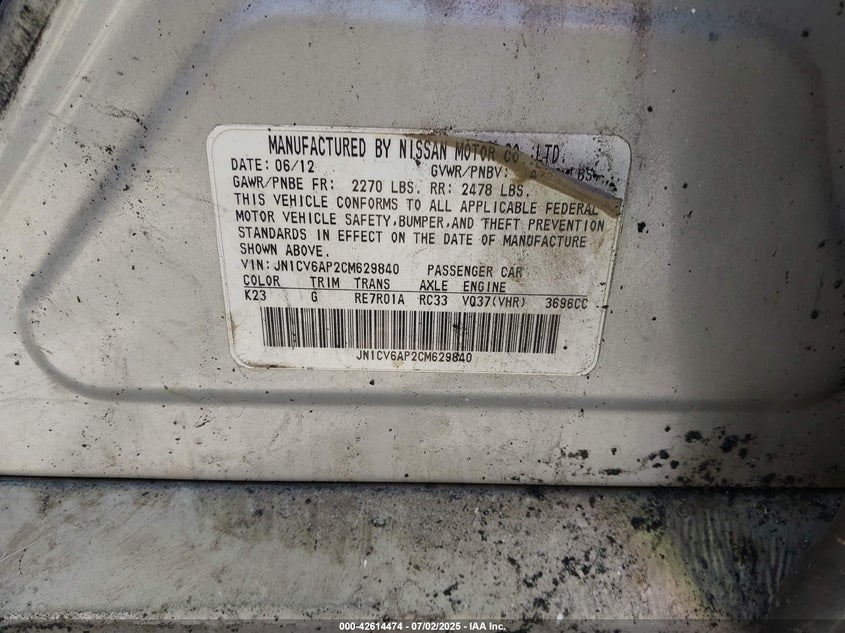 MANUFACTURED BY NISSAN MOTOR CO.,LTD.
DATE: 06/12 GVWR/PNBV: LBS
GAWR/PNBE FR: 2270 LBS. RR: 2478 LBS.
THIS VEHICLE CONFORMS TO ALL APPLICABLE FEDERAL
MOTOR VEHICLE SAFETY,BUMPER,AND THEFT PREVENTION
STANDARDS IN EFFECT ON THE DATE OF MANUFACTURE
SHOWN ABOVE.
VIN: JN1CV6AP2CM629840 PASSENGER CAR
COLOR TRIM TRANS AXLE ENGINE
K23 G RE7R01A RC33 VQ37(VHR) 3696CC
JN1CV6AP2CM629840
000-42614474 | 07/02/2025 - IAA Inc.